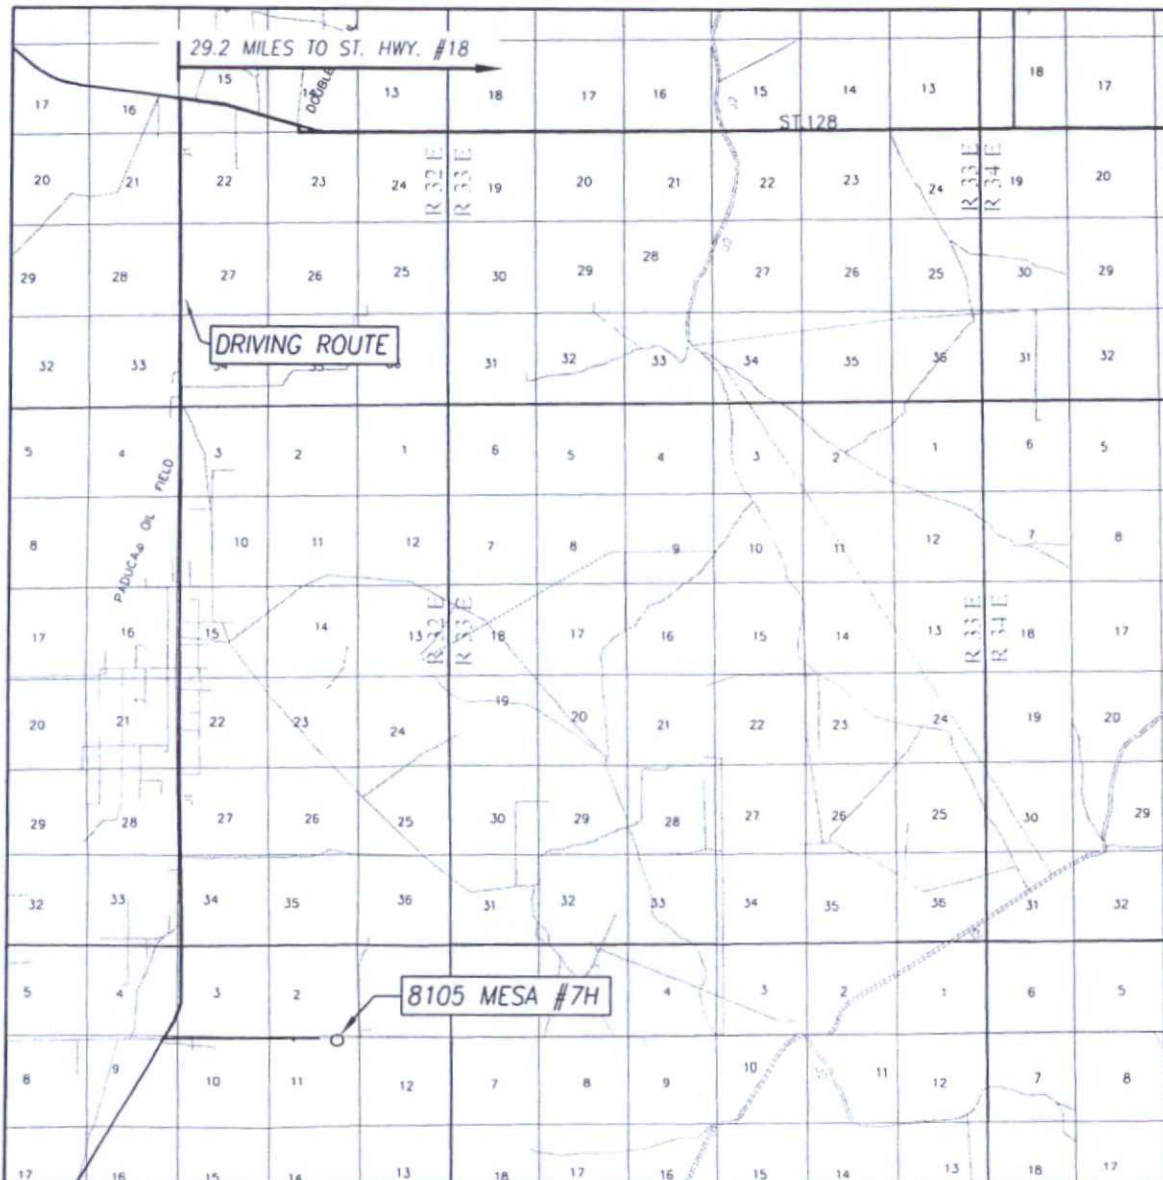 29.2 MILES TO ST. HWY. #18
15 14 13 18 17 16 15 14 13 18 17
17 16
DOUBLE
ST.128
20 21 22 23 24 19 20 21 22 23 24 19 20
R 32 E
R 33 E
R 33 E
R 34 E
29 28 27 26 25 30 29 28 27 26 25 30 29
DRIVING ROUTE
32 33 34 35 31 32 33 34 35 36 31 32
5 4 3 2 1 6 5 4 3 2 1 6 5
PADUCAD OIL FIELD
8 10 11 12 7 8 9 10 11 12 7 8
R 32 E
R 33 E
R 33 E
R 34 E
17 16 15 14 13 18 17 16 15 14 13 18 17
20 21 22 23 24 19 20 21 22 23 24 19 20
29 28 27 26 25 30 29 28 27 26 25 30 29
32 33 34 35 36 31 32 33 34 35 36 31 32
5 4 3 2 4 3 2 1 6 5
8105 MESA #7H
8 9 10 11 12 7 8 9 10 11 12 7 8
17 16 15 14 13 18 17 16 15 14 13 18 17